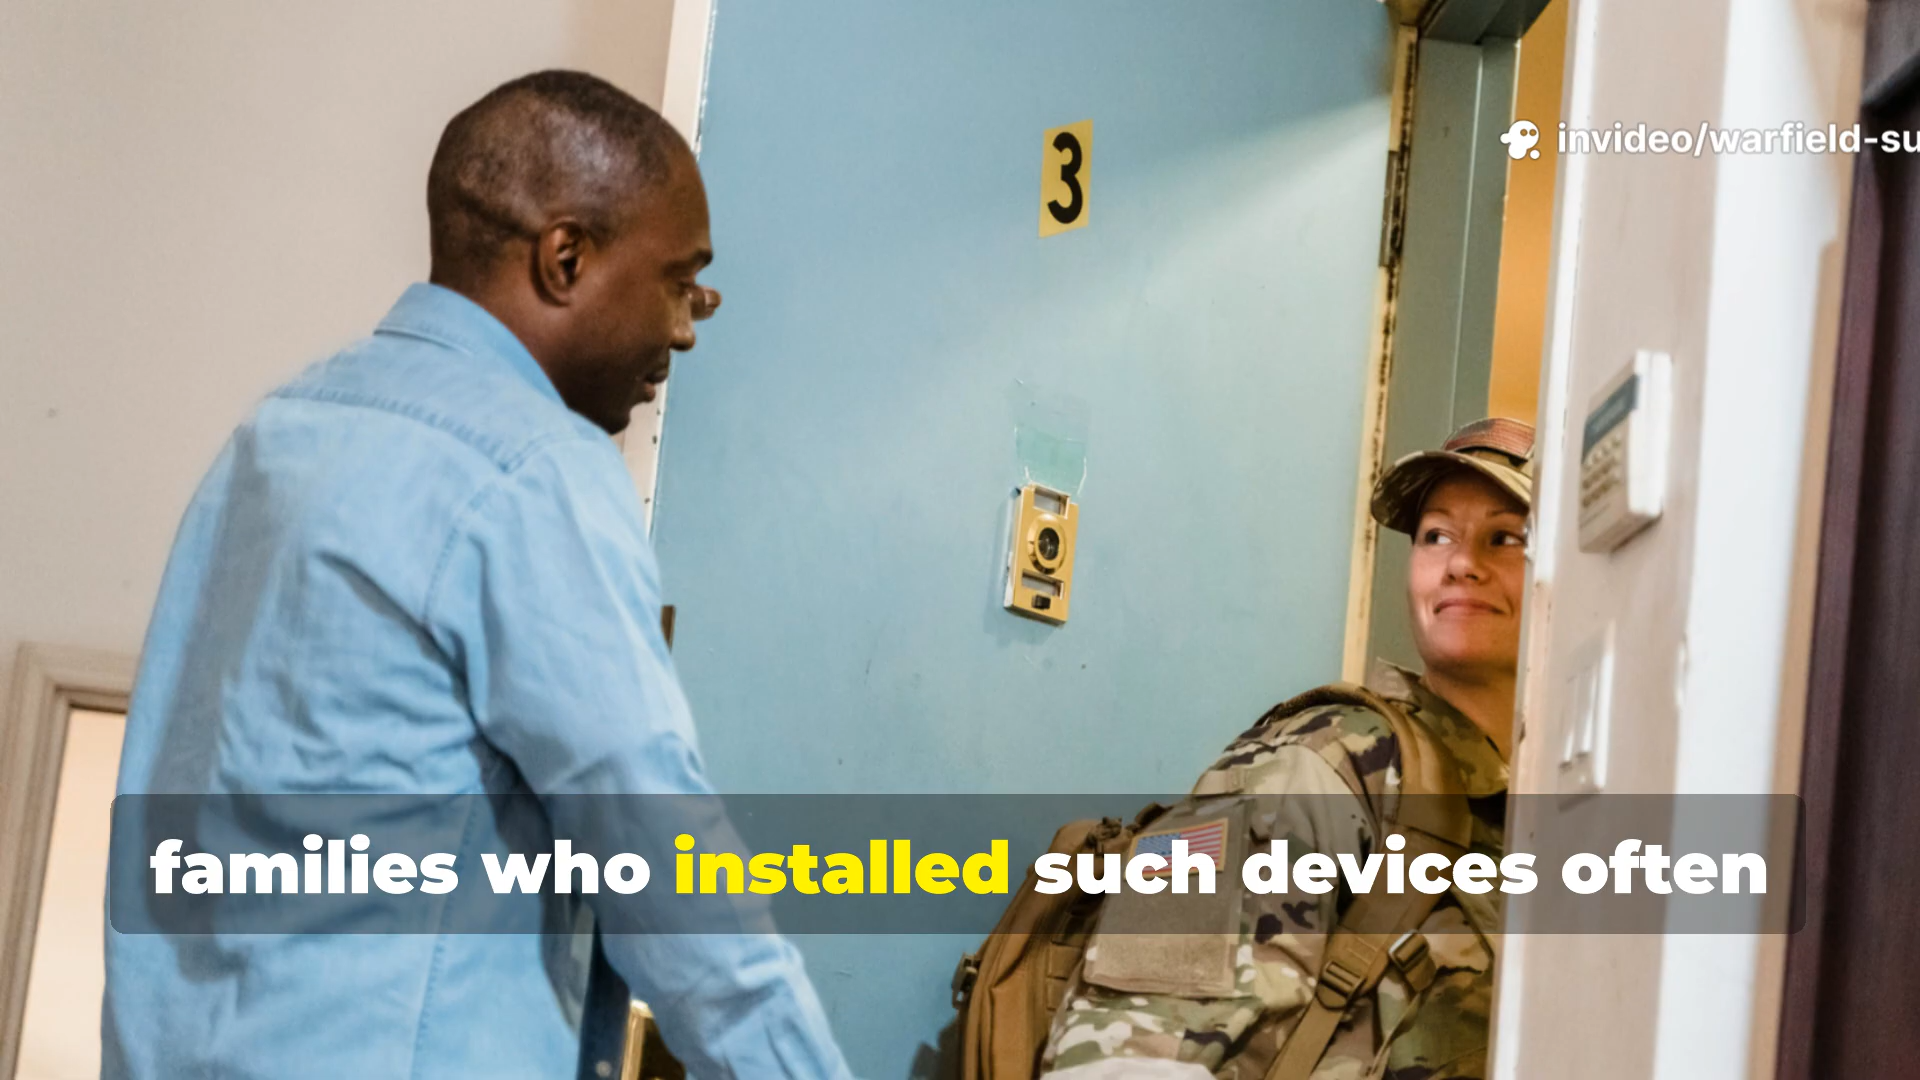 3
invideo/warfield-su
families who installed such devices often